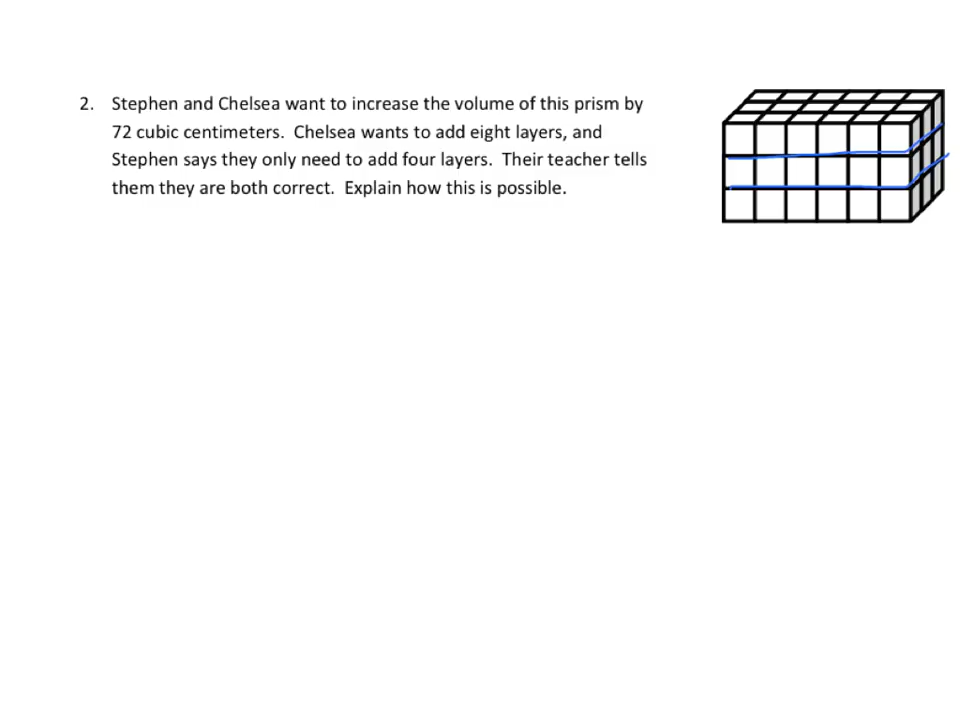 2. Stephen and Chelsea want to increase the volume of this prism by
72 cubic centimeters. Chelsea wants to add eight layers, and
Stephen says they only need to add four layers. Their teacher tells
them they are both correct. Explain how this is possible.